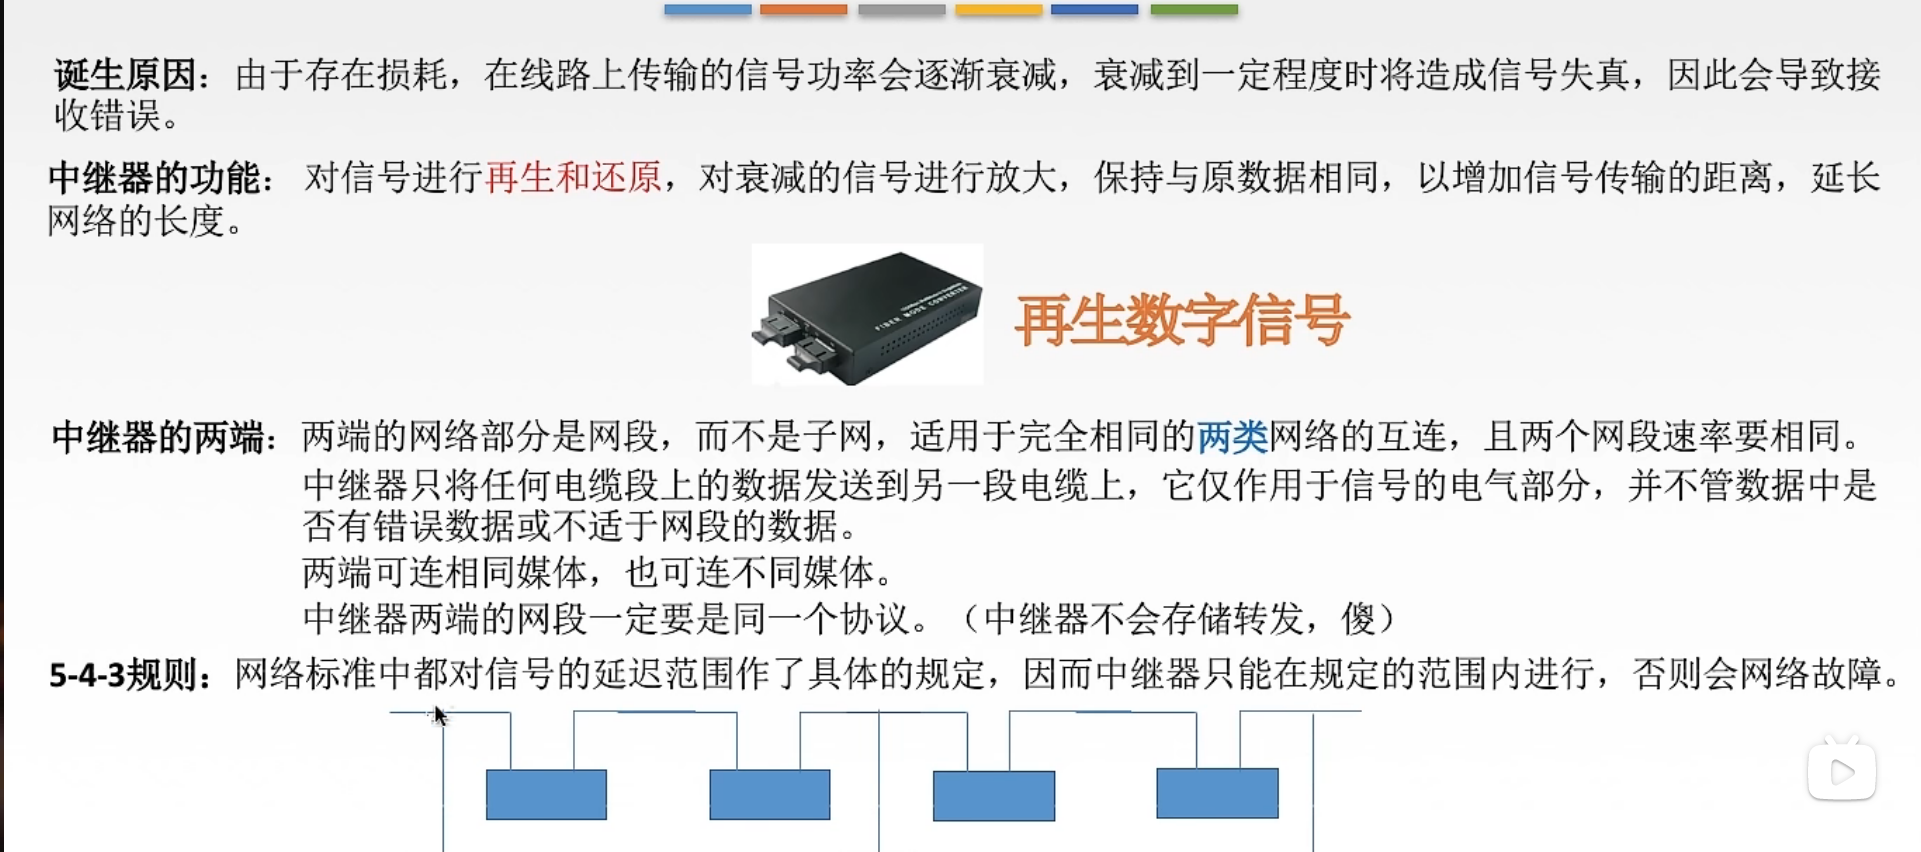 诞生原因：由于存在损耗，在线路上传输的信号功率会逐渐衰减，衰减到一定程度时将造成信号失真，因此会导致接
收错误。
中继器的功能： 对信号进行再生和还原，对衰减的信号进行放大，保持与原数据相同，以增加信号传输的距离，延长
网络的长度。
FIBER MODE CONVERTER
再生数字信号
中继器的两端：两端的网络部分是网段，而不是子网，适用于完全相同的两类网络的互连，且两个网段速率要相同。
中继器只将任何电缆段上的数据发送到另一段电缆上，它仅作用于信号的电气部分，并不管数据中是
否有错误数据或不适于网段的数据。
两端可连相同媒体，也可连不同媒体。
中继器两端的网段一定要是同一个协议。（中继器不会存储转发，傻）
5-4-3规则：网络标准中都对信号的延迟范围作了具体的规定，因而中继器只能在规定的范围内进行，否则会网络故障。